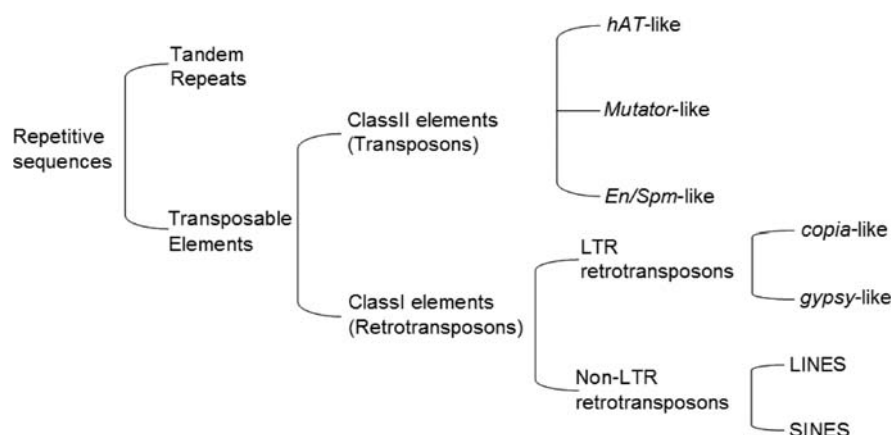 hAT-like
Tandem
Repeats
ClassII elements
(Transposons)
Mutator-like
Repetitive
sequences
En/Spm-like
Transposable
Elements
LTR
retrotransposons
copia-like
ClassI elements
(Retrotransposons)
gypsy-like
Non-LTR
retrotransposons
LINES
SINES